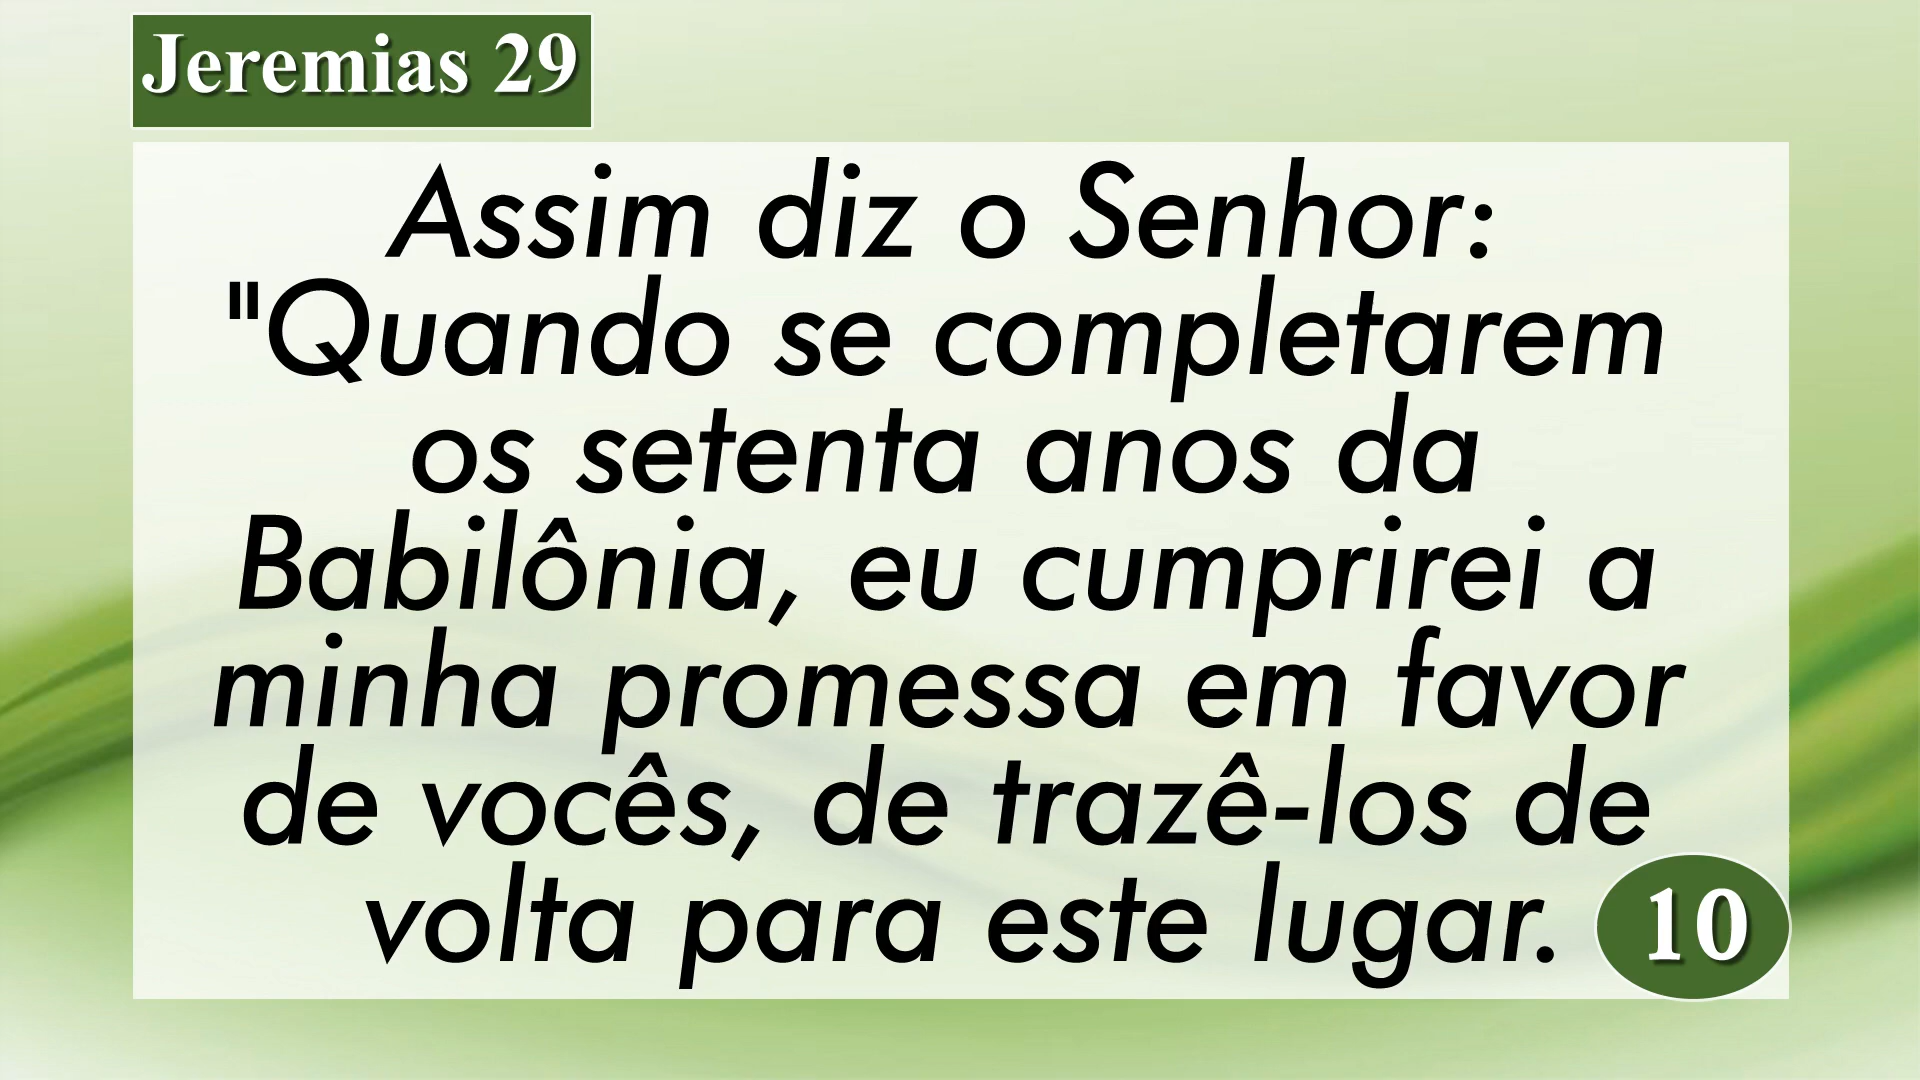 Jeremias 29
Assim diz o Senhor:
"Quando se completarem
os setenta anos da
Babilônia, eu cumprirei a
minha promessa em favor
de vocês, de trazê-los de
volta para este lugar.
10